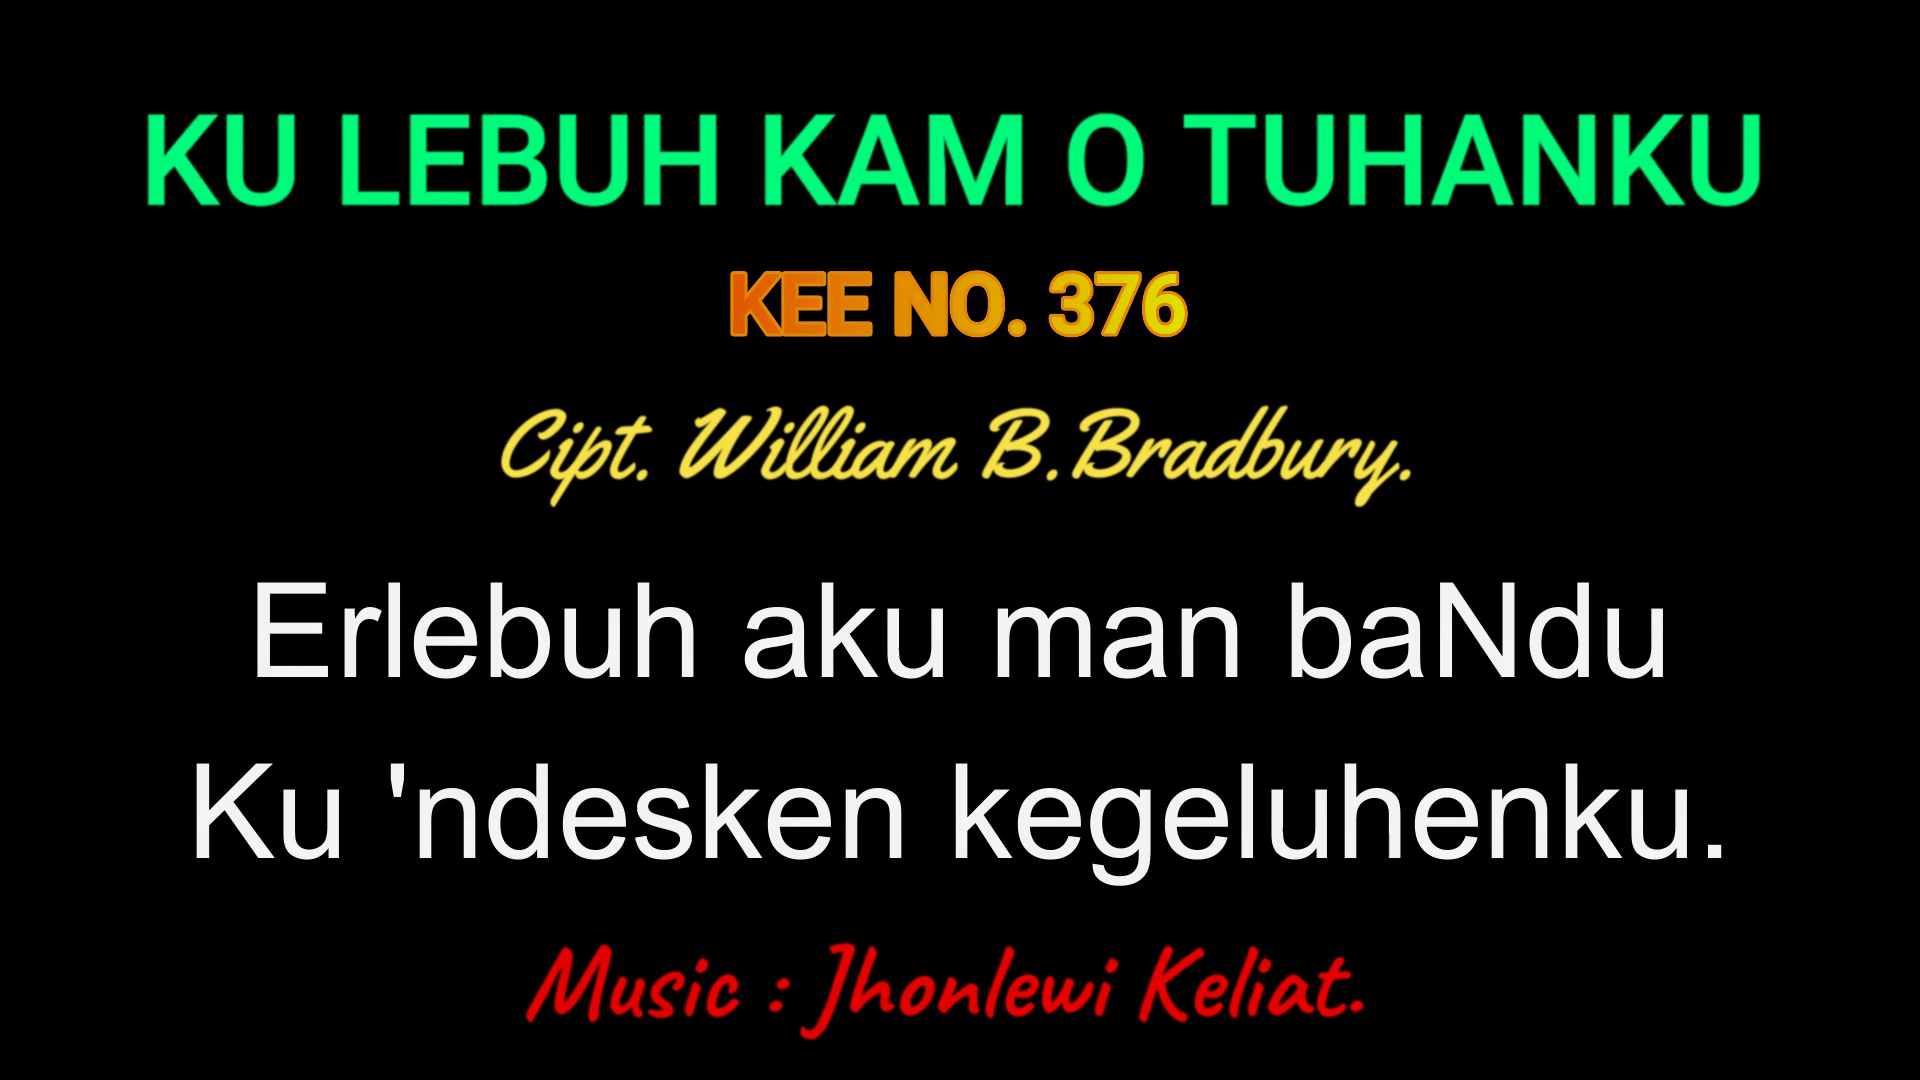 KU LEBUH KAM O TUHANKU
KEE NO. 376
Cipt. William B.Bradbury.
Erlebuh aku man baNdu
Ku 'ndesken kegeluhenku.
Music : Jhonlewi Keliat.